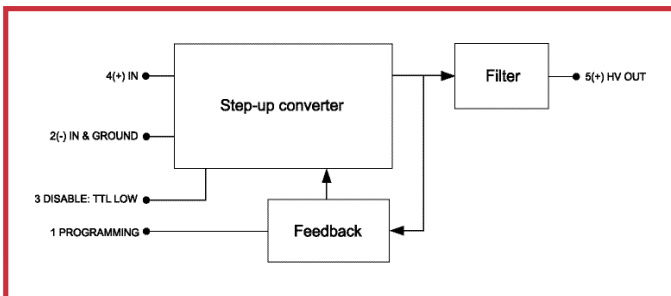 4(+) IN
Step-up converter
Filter
5(+) HV OUT
2(-) IN & GROUND
3 DISABLE: TTL LOW
1 PROGRAMMING
Feedback